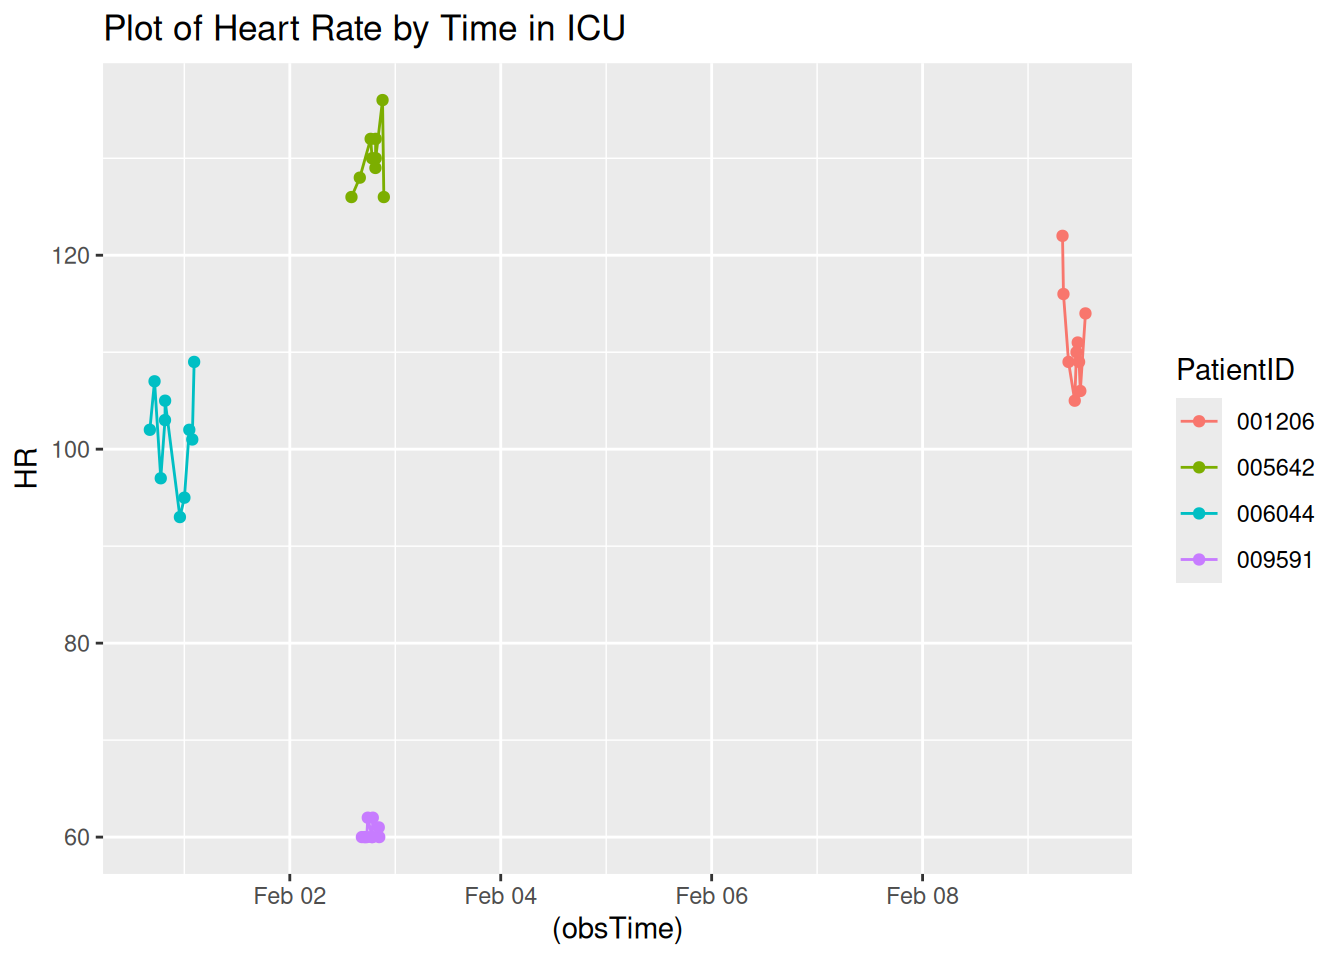 Plot of Heart Rate by Time in ICU
120
100
80
60
HR
Feb 02 Feb 04 Feb 06 Feb 08
(obsTime)
PatientID
001206
005642
006044
009591